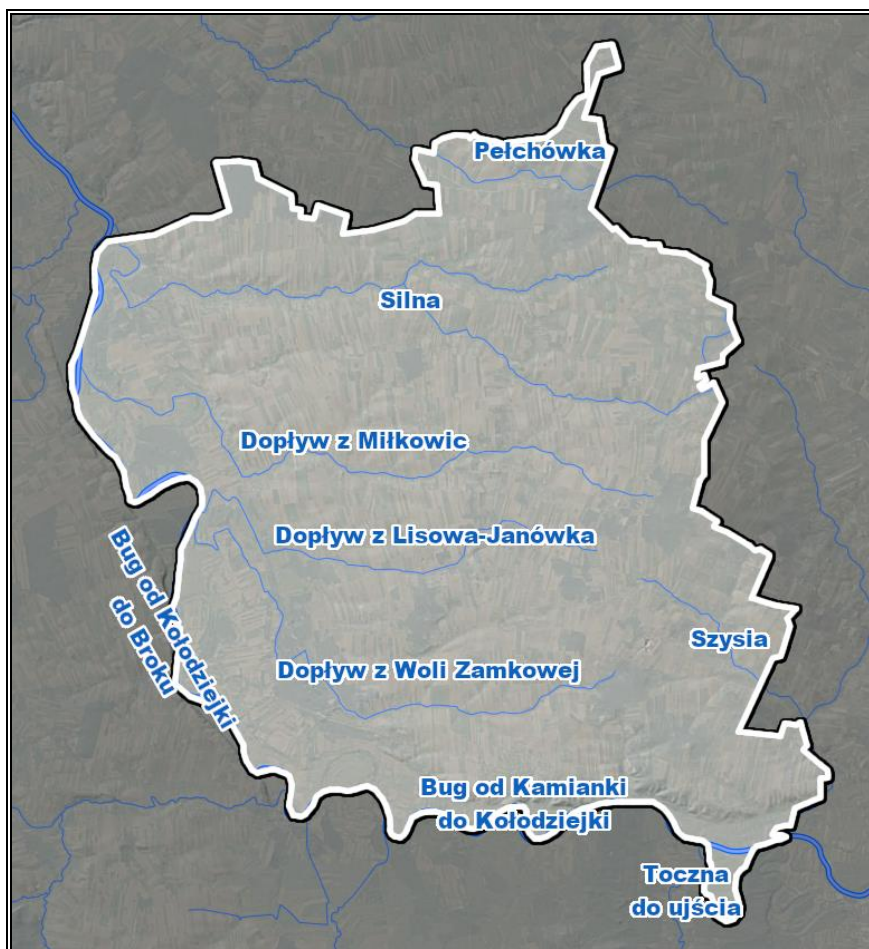 Pełchówka
Silna
Dopływ z Miłkowic
Dopływ z Lisowa-Janówka
Bug od Kołodziejki
do Broku
Szysia
Dopływ z Woli Zamkowej
Bug od Kamianki
do Kołodziejki
Toczna
do ujścia